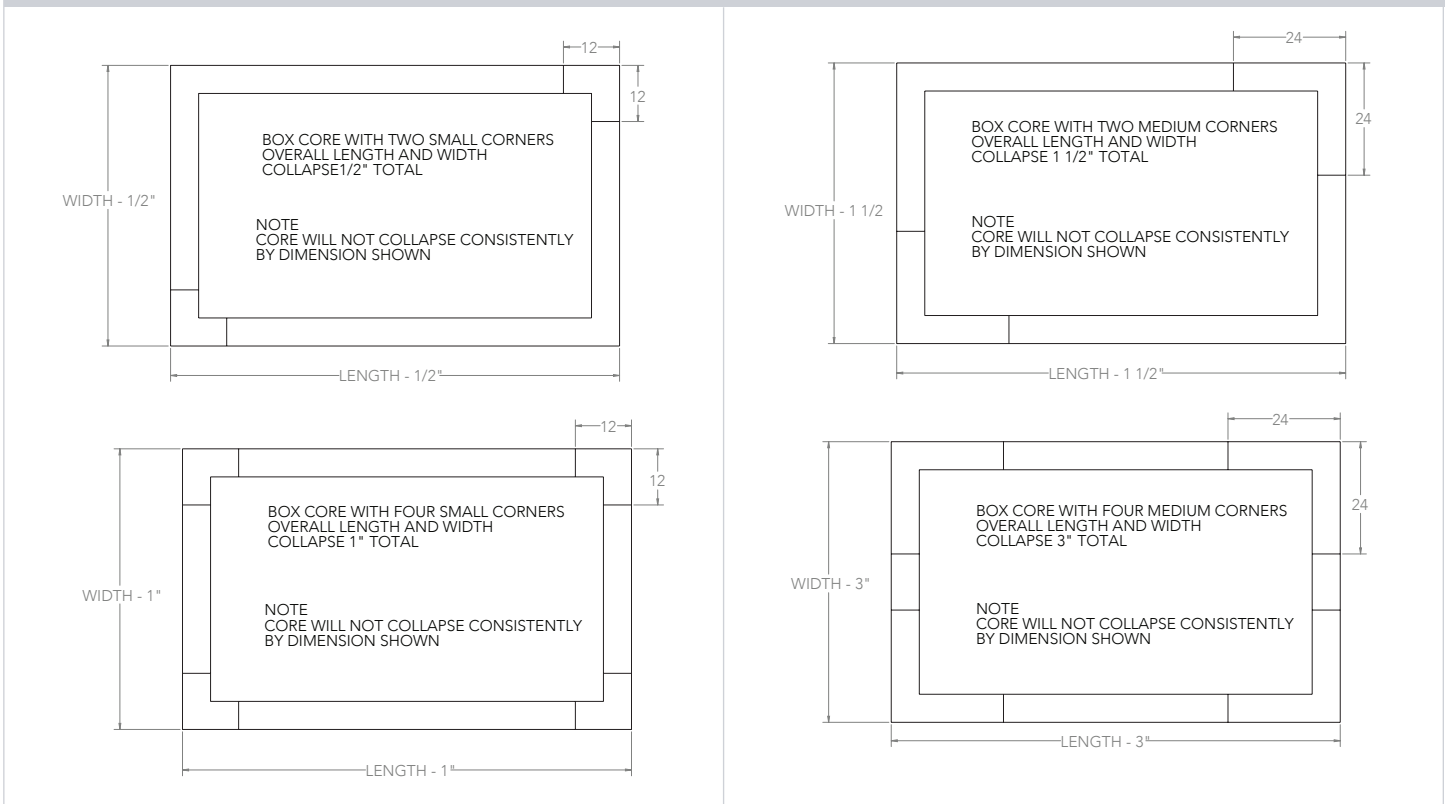 12
12
BOX CORE WITH TWO SMALL CORNERS
OVERALL LENGTH AND WIDTH
COLLAPSE1/2" TOTAL
WIDTH - 1/2"
NOTE
CORE WILL NOT COLLAPSE CONSISTENTLY
BY DIMENSION SHOWN
LENGTH - 1/2"
24
24
BOX CORE WITH TWO MEDIUM CORNERS
OVERALL LENGTH AND WIDTH
COLLAPSE 1 1/2" TOTAL
WIDTH - 1 1/2
NOTE
CORE WILL NOT COLLAPSE CONSISTENTLY
BY DIMENSION SHOWN
LENGTH - 1 1/2"
12
12
BOX CORE WITH FOUR SMALL CORNERS
OVERALL LENGTH AND WIDTH
COLLAPSE 1" TOTAL
WIDTH - 1"
NOTE
CORE WILL NOT COLLAPSE CONSISTENTLY
BY DIMENSION SHOWN
LENGTH - 1"
24
24
BOX CORE WITH FOUR MEDIUM CORNERS
OVERALL LENGTH AND WIDTH
COLLAPSE 3" TOTAL
WIDTH - 3"
NOTE
CORE WILL NOT COLLAPSE CONSISTENTLY
BY DIMENSION SHOWN
LENGTH - 3"